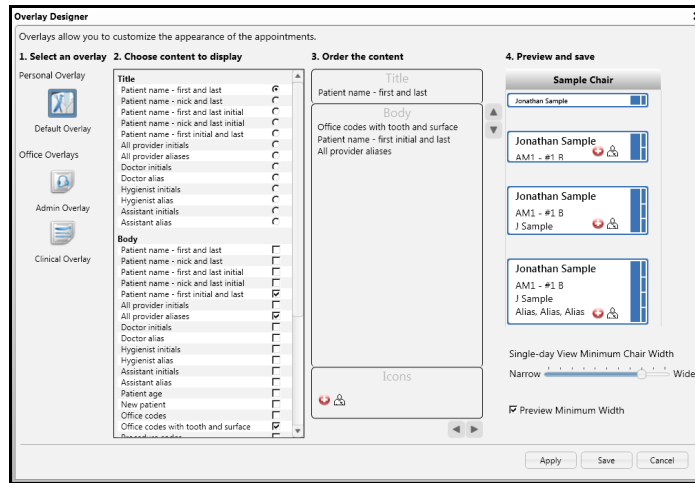 Overlay Designer
Overlays allow you to customize the appearance of the appointments.
1. Select an overlay
Personal Overlay
Default Overlay
Office Overlays
Admin Overlay
Clinical Overlay
2. Choose content to display
Title
Patient name - first and last
Patient name - nick and last
Patient name - first and last initial
Patient name - nick and last initial
Patient name - first initial and last
All provider initials
All provider aliases
Doctor initials
Doctor alias
Hygienist initials
Hygienist alias
Assistant initials
Assistant alias
Body
Patient name - first and last
Patient name - nick and last
Patient name - first and last initial
Patient name - nick and last initial
Patient name - first initial and last
All provider initials
All provider aliases
Doctor initials
Doctor alias
Hygienist initials
Hygienist alias
Assistant initials
Assistant alias
Patient age
New patient
Office codes
Office codes with tooth and surface
Procedure codes
3. Order the content
Title
Patient name - first and last
Body
Office codes with tooth and surface
Patient name - first initial and last
All provider aliases
Icons
4. Preview and save
Sample Chair
Jonathan Sample
Jonathan Sample
AM1 - #1 B
Jonathan Sample
AM1 - #1 B
J Sample
Jonathan Sample
AM1 - #1 B
J Sample
Alias, Alias, Alias
Single-day View Minimum Chair Width
Narrow Wide
Preview Minimum Width
Apply Save Cancel